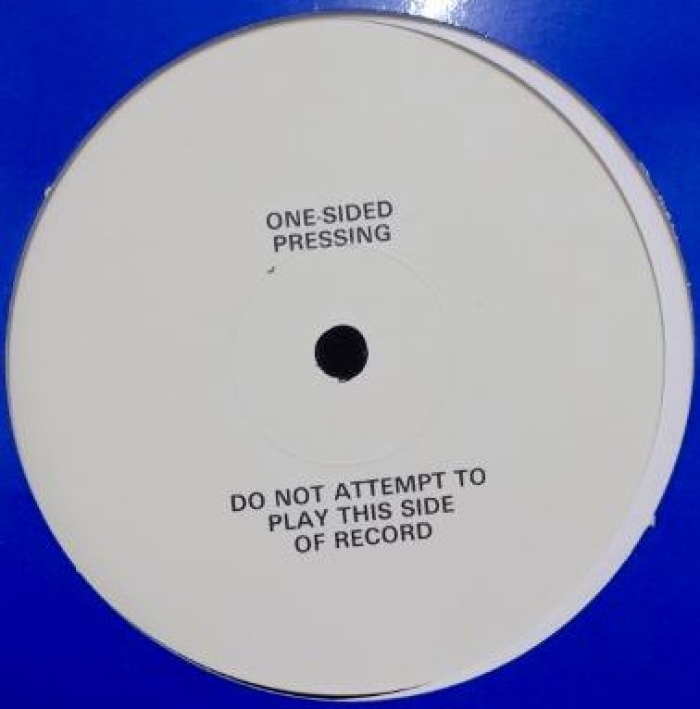 ONE-SIDED
PRESSING
DO NOT ATTEMPT TO
PLAY THIS SIDE
OF RECORD